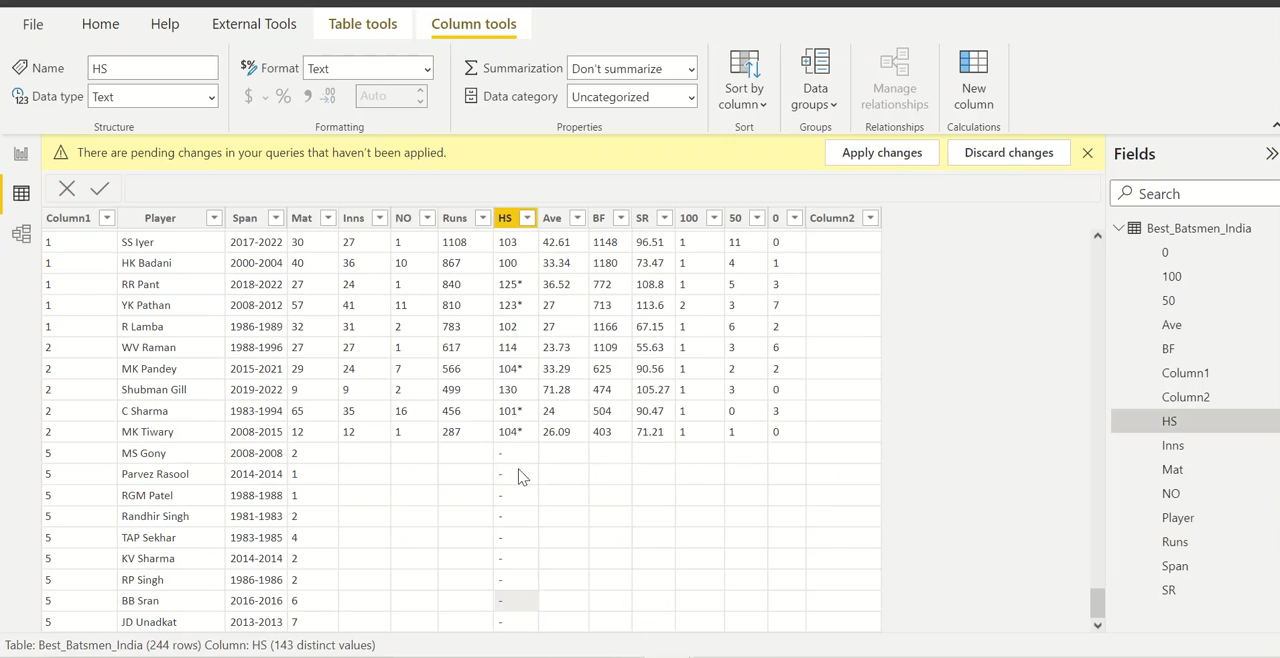 File Home Help External Tools Table tools Column tools
Name HS $% Format Text Σ Summarization Don't summarize Sort by column Data groups Manage relationships New column
Data type Text $ % 9 .00 Auto Data category Uncategorized
Structure Formatting Properties Sort Groups Relationships Calculations
There are pending changes in your queries that haven't been applied. Apply changes Discard changes
Fields
Search
Column1 Player Span Mat Inns NO Runs HS Ave BF SR 100 50 0 Column2
1 SS Iyer 2017-2022 30 27 1 1108 103 42.61 1148 96.51 1 11 0
1 HK Badani 2000-2004 40 36 10 867 100 33.34 1180 73.47 1 4 1
1 RR Pant 2018-2022 27 24 1 840 125* 36.52 772 108.8 1 5 3
1 YK Pathan 2008-2012 57 41 11 810 123* 27 713 113.6 2 3 3
1 R Lamba 1986-1989 32 31 2 783 102 27 1166 67.15 1 6 2
2 WV Raman 1988-1996 27 27 1 617 114 23.73 1109 55.63 1 3 6
2 MK Pandey 2015-2021 29 24 7 566 104* 33.29 625 90.56 1 2 2
2 Shubman Gill 2019-2022 9 9 2 499 130 71.28 474 105.27 1 3 0
2 C Sharma 1983-1994 65 35 16 456 101* 24 504 90.47 1 0 3
2 MK Tiwary 2008-2015 12 12 1 287 104* 26.09 403 71.21 1 1 0
5 MS Gony 2008-2008 2 -
5 Parvez Rasool 2014-2014 1 -
5 RGM Patel 1988-1988 1 -
5 Randhir Singh 1981-1983 2 -
5 TAP Sekhar 1983-1985 4 -
5 KV Sharma 2014-2014 2 -
5 RP Singh 1986-1986 2 -
5 BB Sran 2016-2016 6 -
5 JD Unadkat 2013-2013 7 -
Best_Batsmen_India
0
100
50
Ave
BF
Column1
Column2
HS
Inns
Mat
NO
Player
Runs
Span
SR
Table: Best_Batsmen_India (244 rows) Column: HS (143 distinct values)